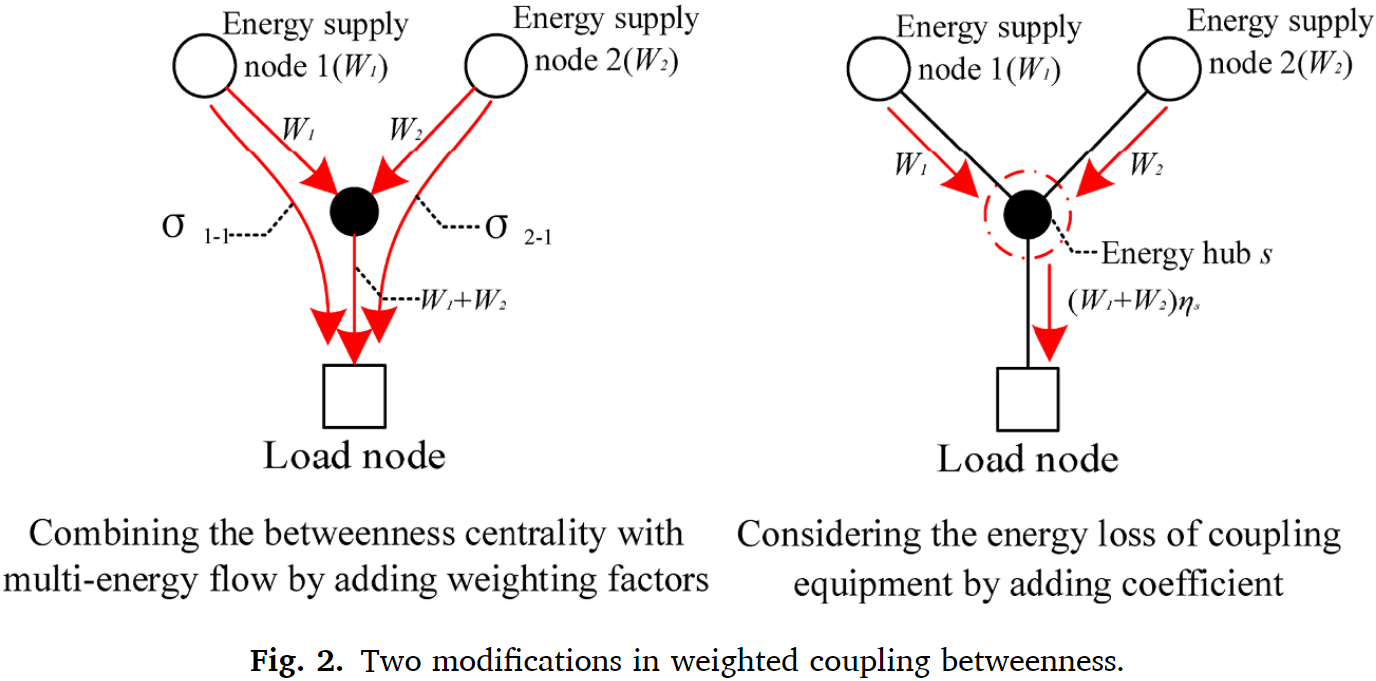 Energy supply
node 1(W₁)
Energy supply
node 2(W₂)
W₁
W₂
σ 1-1
σ 2-1
W₁+W₂
Load node
Combining the betweenness centrality with
multi-energy flow by adding weighting factors
Energy supply
node 1(W₁)
Energy supply
node 2(W₂)
W₁
W₂
Energy hub s
(W₁+W₂)ηₛ
Load node
Considering the energy loss of coupling
equipment by adding coefficient
Fig. 2. Two modifications in weighted coupling betweenness.